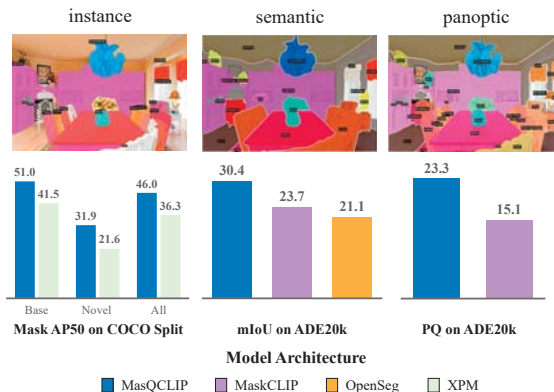 instance
semantic
panoptic
51.0
41.5
31.9
21.6
46.0
36.3
Base
Novel
All
Mask AP50 on COCO Split
30.4
23.7
21.1
mIoU on ADE20k
23.3
15.1
PQ on ADE20k
Model Architecture
MasQCLIP
MaskCLIP
OpenSeg
XPM